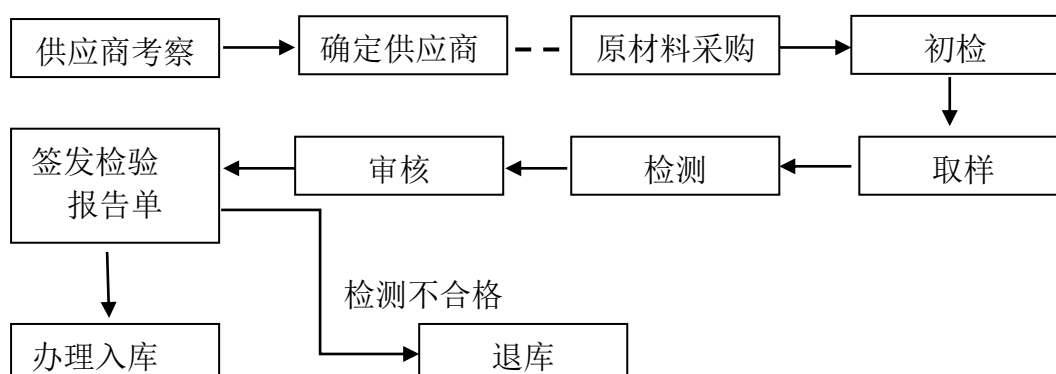 供应商考察
确定供应商
原材料采购
初检
取样
检测
审核
签发检验
报告单
检测不合格
办理入库
退库